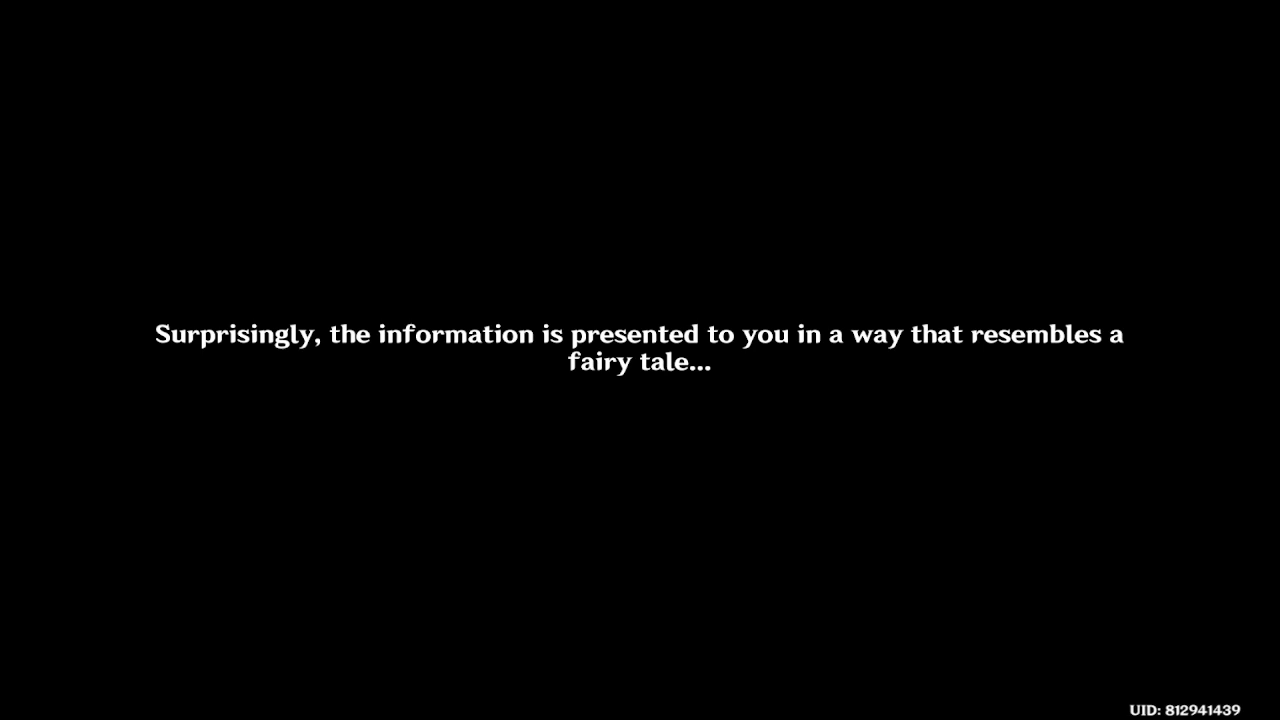 Surprisingly, the information is presented to you in a way that resembles a
fairy tale...
UID: 812941439